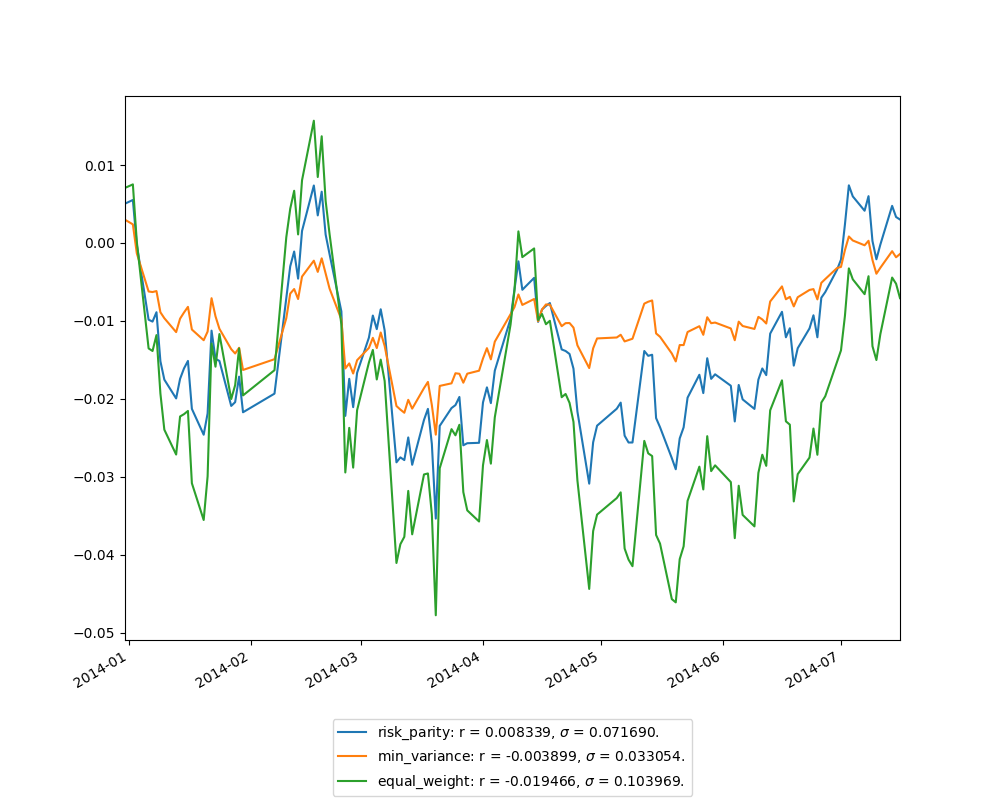 0.01
0.00
−0.01
−0.02
−0.03
−0.04
−0.05
2014-01 2014-02 2014-03 2014-04 2014-05 2014-06 2014-07
risk_parity: r = 0.008339, σ = 0.071690.
min_variance: r = -0.003899, σ = 0.033054.
equal_weight: r = -0.019466, σ = 0.103969.